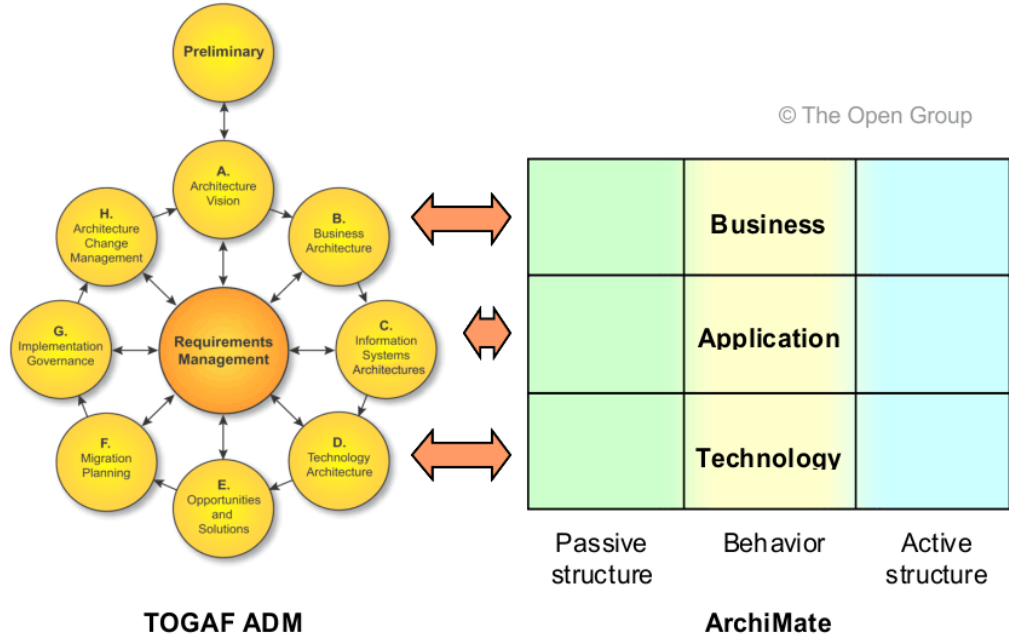 Preliminary
© The Open Group
A.
Architecture
Vision
H.
Architecture
Change
Management
B.
Business
Architecture
Business
Requirements
Management
G.
Implementation
Governance
C.
Information
Systems
Architectures
Application
F.
Migration
Planning
D.
Technology
Architecture
Technology
E.
Opportunities
and
Solutions
Passive
structure
Behavior
Active
structure
TOGAF ADM
ArchiMate